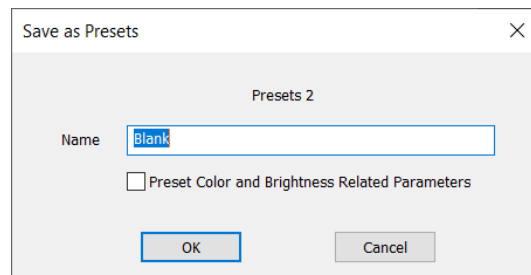 Save as Presets
Presets 2
Name Blank
Preset Color and Brightness Related Parameters
OK Cancel